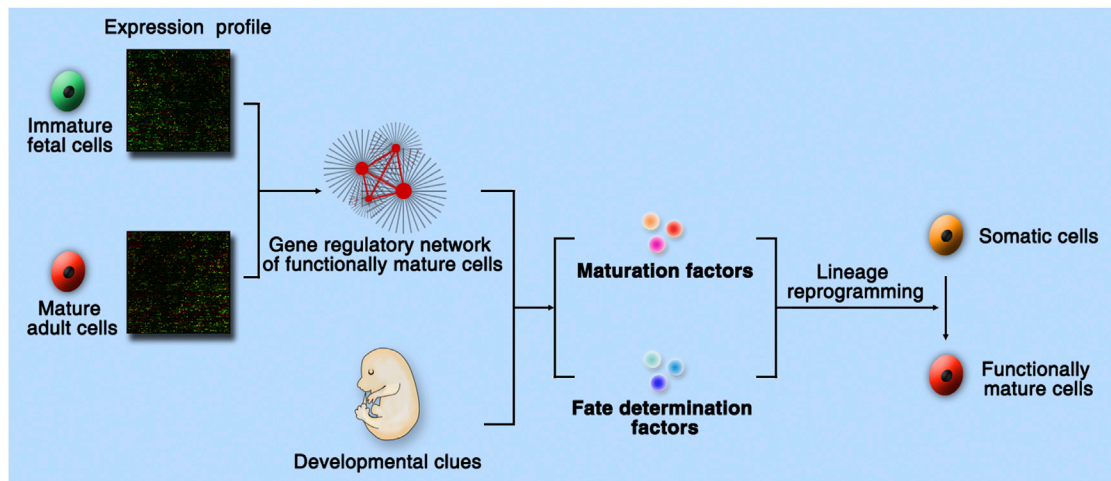 Expression profile
Immature
fetal cells
Mature
adult cells
Gene regulatory network
of functionally mature cells
Developmental clues
Maturation factors
Fate determination
factors
Lineage
reprogramming
Somatic cells
Functionally
mature cells